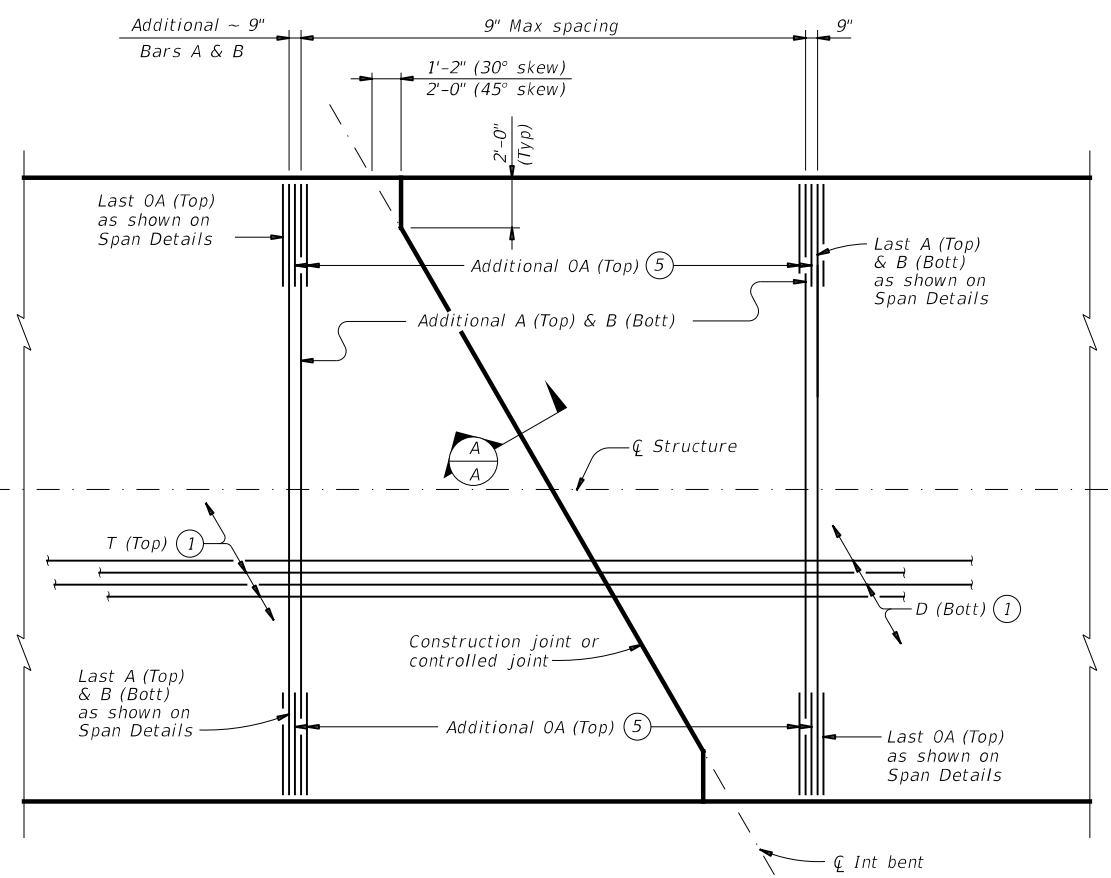 Additional ~ 9"
Bars A & B
9" Max spacing
9"
1'-2" (30° skew)
2'-0" (45° skew)
2'-0"
(Typ)
Last OA (Top)
as shown on
Span Details
Last A (Top)
& B (Bott)
as shown on
Span Details
Additional OA (Top) 5
Additional A (Top) & B (Bott)
A
A
℄ Structure
T (Top) 1
D (Bott) 1
Construction joint or
controlled joint
Last A (Top)
& B (Bott)
as shown on
Span Details
Additional OA (Top) 5
Last OA (Top)
as shown on
Span Details
℄ Int bent